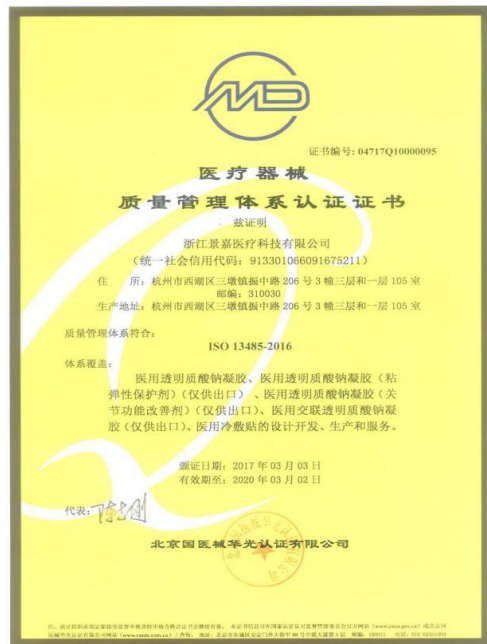 MD
证书编号: 04717Q10000095
医疗器械
质量管理体系认证证书
兹证明
浙江景嘉医疗科技有限公司
（统一社会信用代码：913301066091675211）
住 所：杭州市西湖区三墩镇振中路 206 号 3 幢三层和一层 105 室
邮编：310030
生产地址：杭州市西湖区三墩镇振中路 206 号 3 幢三层和一层 105 室
质量管理体系符合：
ISO 13485-2016
体系覆盖：
医用透明质酸钠凝胶、医用透明质酸钠凝胶（粘
弹性保护剂）（仅供出口）、医用透明质酸钠凝胶（关
节功能改善剂）（仅供出口）、医用交联透明质酸钠凝
胶（仅供出口）、医用冷敷贴的设计开发、生产和服务。
颁证日期：2017 年 03 月 03 日
有效期至：2020 年 03 月 02 日
代表：
北京国医械华光认证有限公司